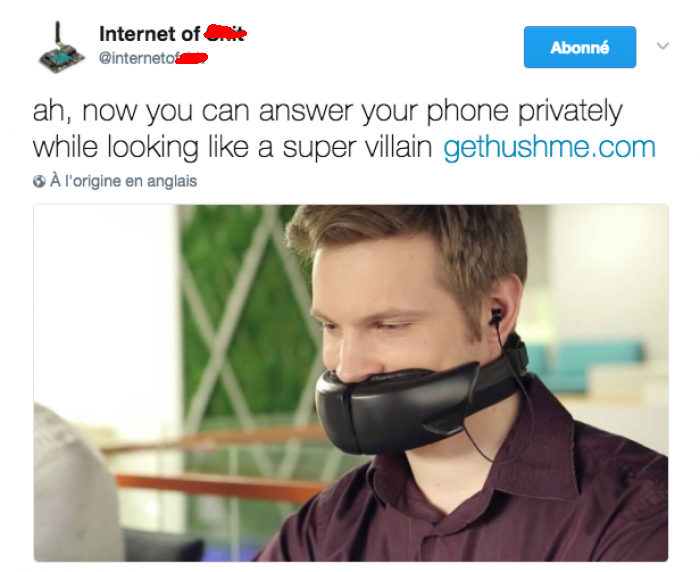 Internet of
@internetof
Abonné
ah, now you can answer your phone privately
while looking like a super villain gethushme.com
À l'origine en anglais